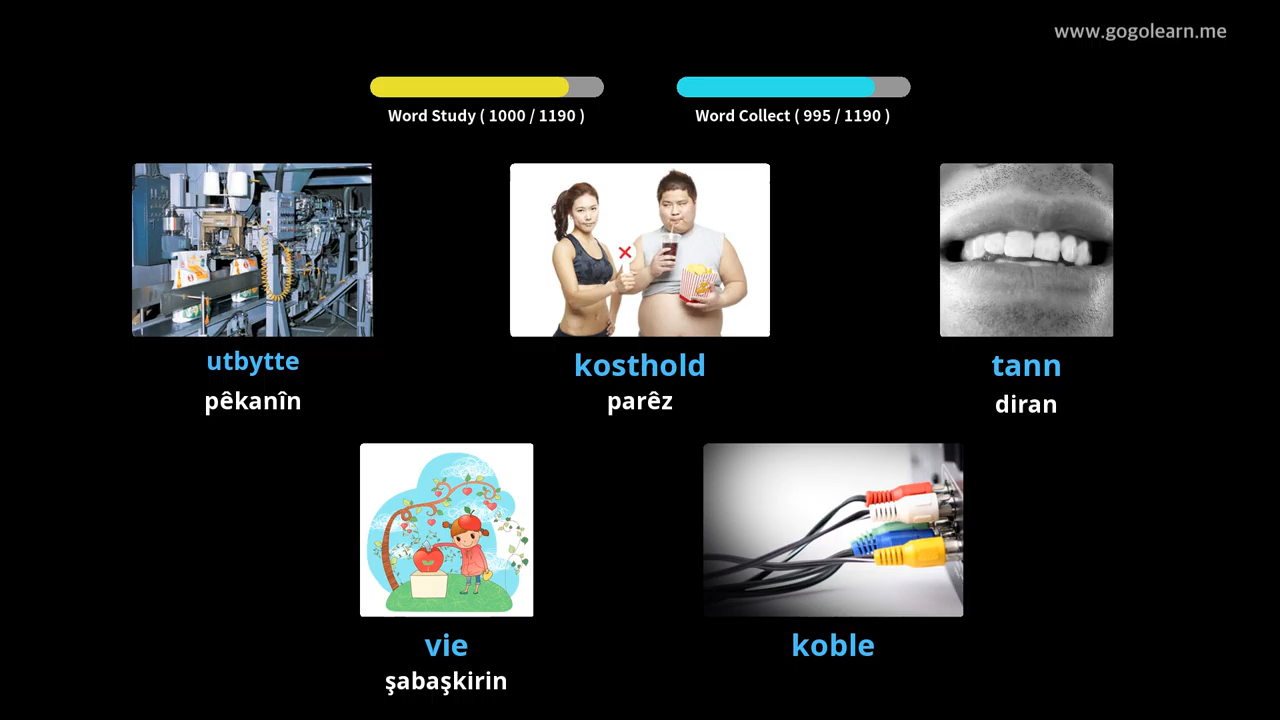 www.gogolearn.me
Word Study ( 1000 / 1190 )
Word Collect ( 995 / 1190 )
utbytte
pêkanîn
kosthold
parêz
tann
diran
vie
şabaşkirin
koble